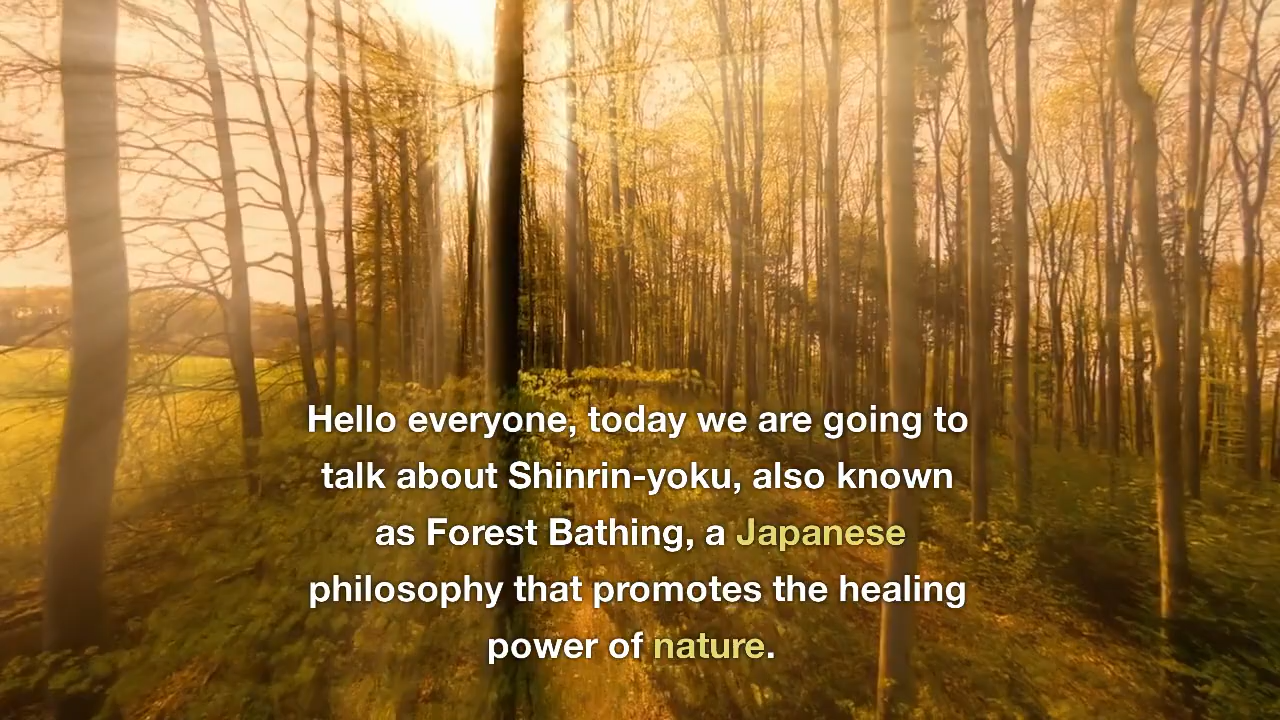 Hello everyone, today we are going to
talk about Shinrin-yoku, also known
as Forest Bathing, a Japanese
philosophy that promotes the healing
power of nature.